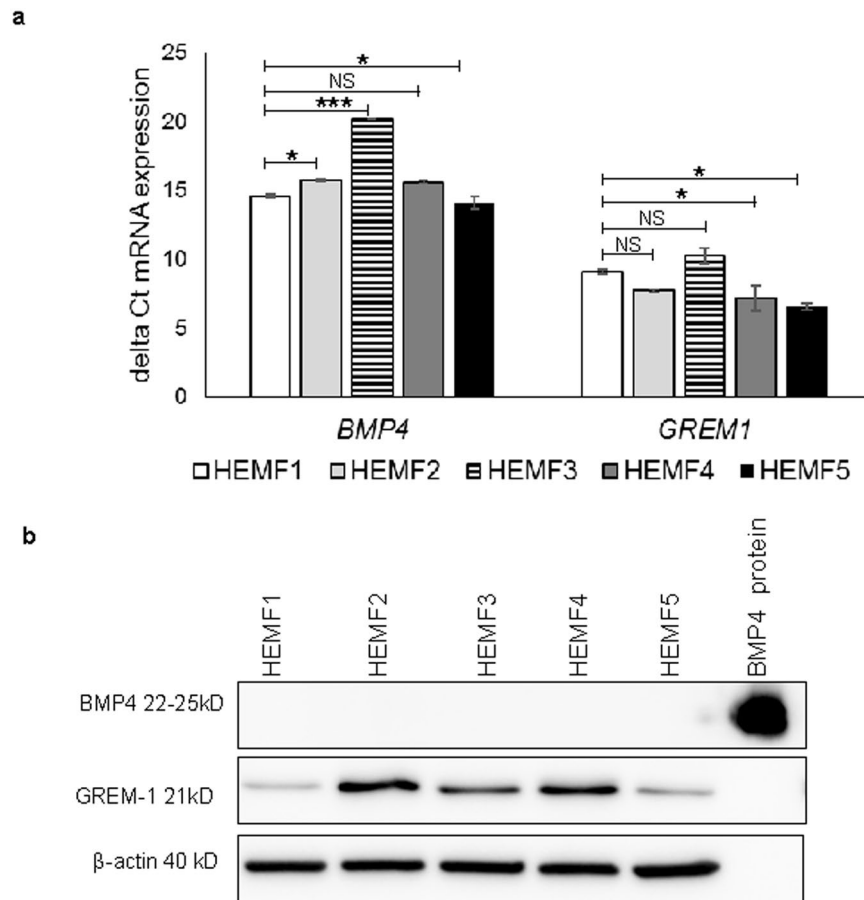 a
delta Ct mRNA expression
25
20
15
10
5
0
*
NS
***
*
*
*
NS
NS
BMP4
GREM1
HEMF1 HEMF2 HEMF3 HEMF4 HEMF5
b
HEMF1
HEMF2
HEMF3
HEMF4
HEMF5
BMP4 protein
BMP4 22-25kD
GREM-1 21kD
β-actin 40 kD